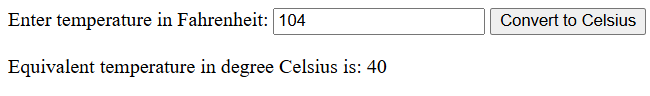 Enter temperature in Fahrenheit: 104 Convert to Celsius
Equivalent temperature in degree Celsius is: 40